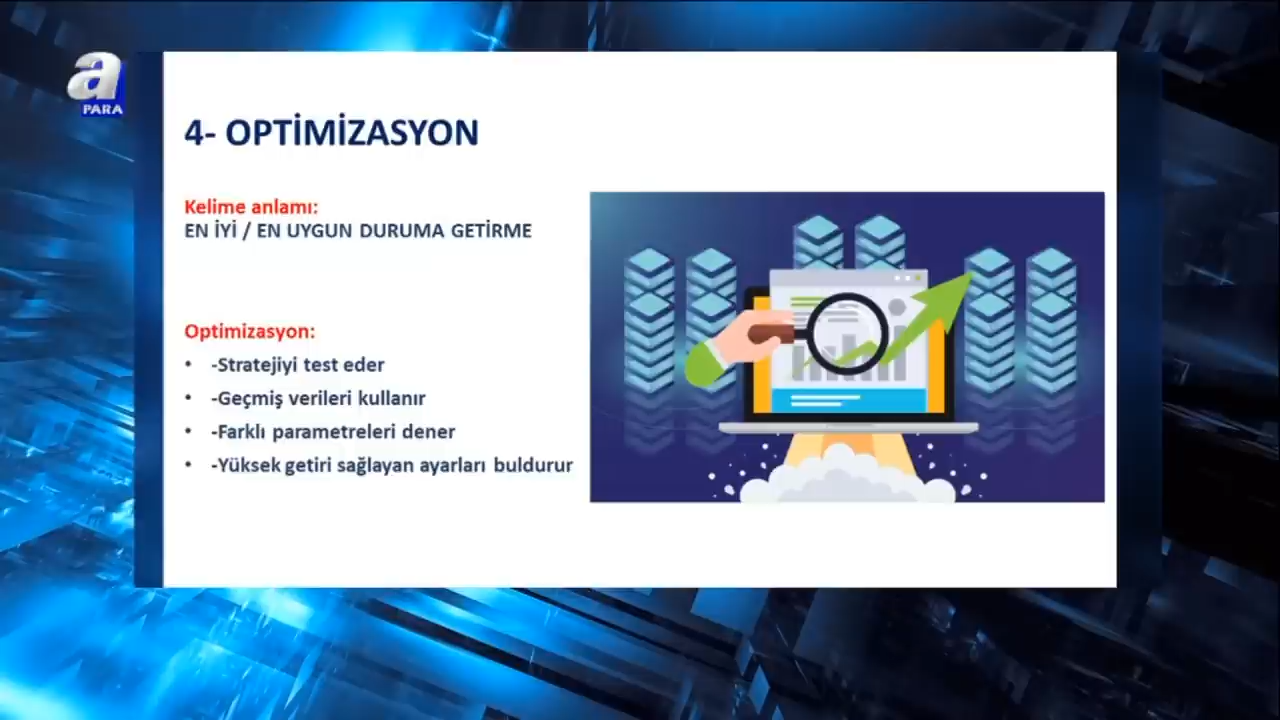 a
PARA
4- OPTİMİZASYON
Kelime anlamı:
EN İYİ / EN UYGUN DURUMA GETİRME
Optimizasyon:
• -Stratejiyi test eder
• -Geçmiş verileri kullanır
• -Farklı parametreleri dener
• -Yüksek getiri sağlayan ayarları buldurur